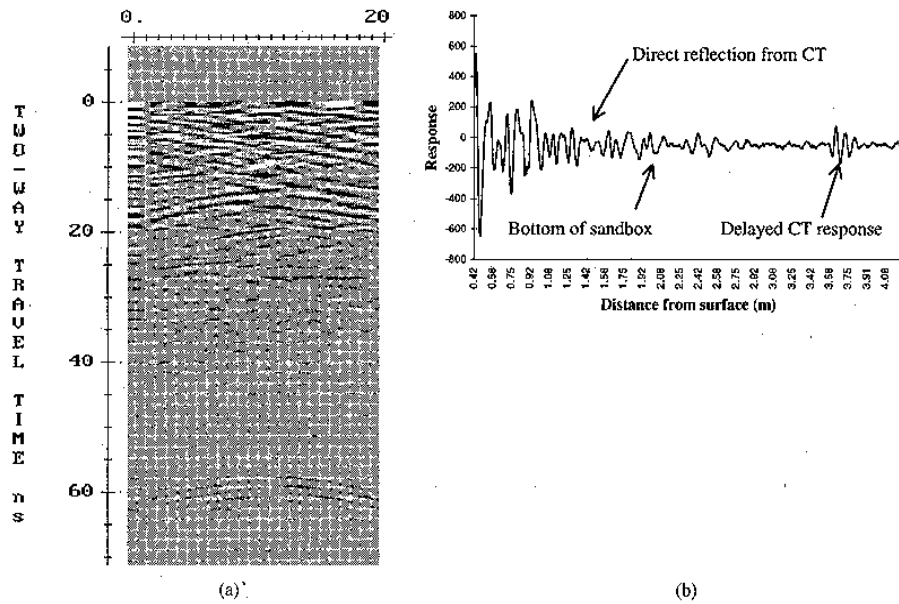 0. 20
TWO-WAY TRAVEL TIME ns
0
20
40
60
(a)
800
600
400
200
0
-200
-400
-600
-800
Response
Direct reflection from CT
Bottom of sandbox
Delayed CT response
0.42 0.58 0.75 0.92 1.08 1.25 1.42 1.58 1.75 1.92 2.08 2.25 2.42 2.58 2.75 2.92 3.08 3.25 3.42 3.58 3.75 3.91 4.08
Distance from surface (m)
(b)